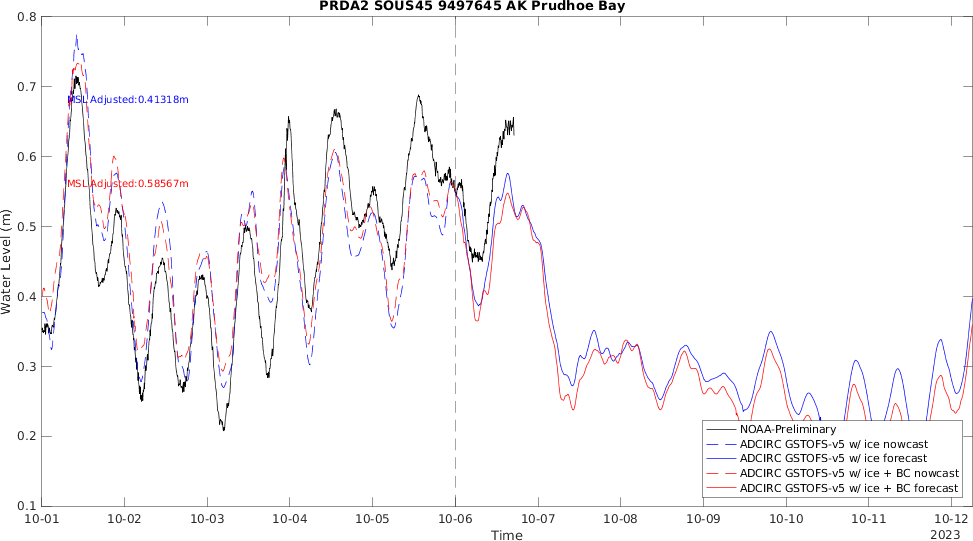 PRDA2 SOUS45 9497645 AK Prudhoe Bay
0.8
0.7
0.6
0.5
0.4
0.3
0.2
0.1
Water Level (m)
MSL Adjusted:0.41318m
MSL Adjusted:0.58567m
NOAA-Preliminary
ADCIRC GSTOFS-v5 w/ ice nowcast
ADCIRC GSTOFS-v5 w/ ice forecast
ADCIRC GSTOFS-v5 w/ ice + BC nowcast
ADCIRC GSTOFS-v5 w/ ice + BC forecast
10-01 10-02 10-03 10-04 10-05 10-06 10-07 10-08 10-09 10-10 10-11 10-12
Time
2023